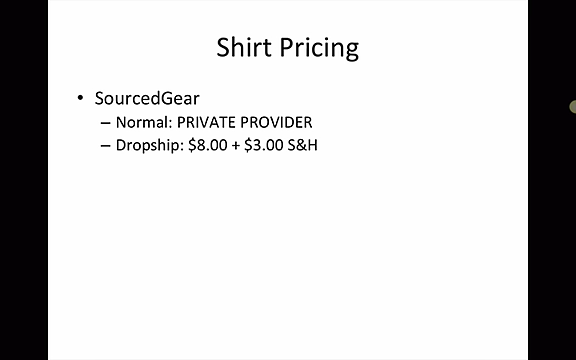 Shirt Pricing
• SourcedGear
– Normal: PRIVATE PROVIDER
– Dropship: $8.00 + $3.00 S&H